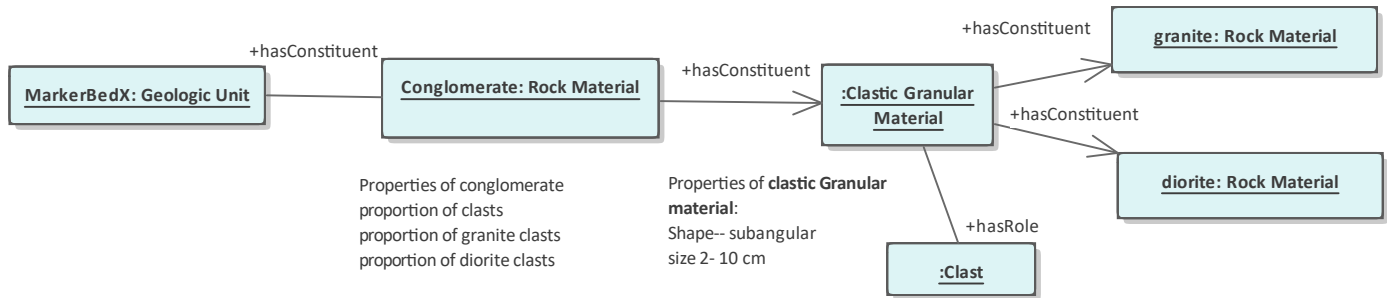 +hasConstituent
MarkerBedX: Geologic Unit
Conglomerate: Rock Material
+hasConstituent
:Clastic Granular
Material
+hasConstituent
granite: Rock Material
+hasConstituent
diorite: Rock Material
Properties of conglomerate
proportion of clasts
proportion of granite clasts
proportion of diorite clasts
Properties of clastic Granular
material:
Shape-- subangular
size 2- 10 cm
+hasRole
:Clast